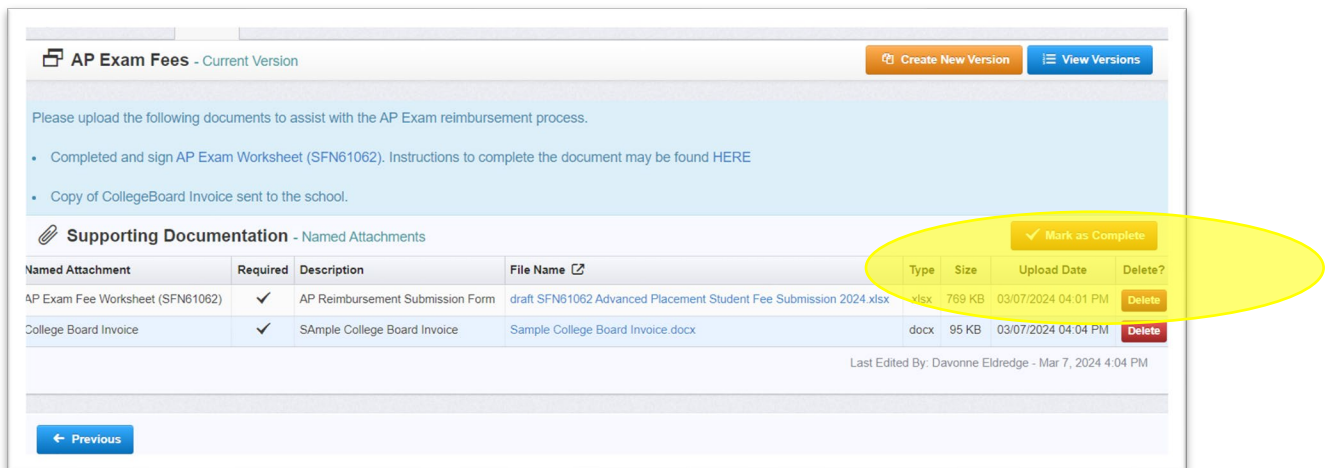 AP Exam Fees - Current Version
Create New Version
View Versions
Please upload the following documents to assist with the AP Exam reimbursement process.
• Completed and sign AP Exam Worksheet (SFN61062). Instructions to complete the document may be found HERE
• Copy of CollegeBoard Invoice sent to the school.
Supporting Documentation - Named Attachments
Mark as Complete
Named Attachment Required Description File Name Type Size Upload Date Delete?
AP Exam Fee Worksheet (SFN61062) ✓ AP Reimbursement Submission Form draft SFN61062 Advanced Placement Student Fee Submission 2024.xlsx xlsx 769 KB 03/07/2024 04:01 PM Delete
College Board Invoice ✓ SAmple College Board Invoice Sample College Board Invoice.docx docx 95 KB 03/07/2024 04:04 PM Delete
Last Edited By: Davonne Eldredge - Mar 7, 2024 4:04 PM
← Previous